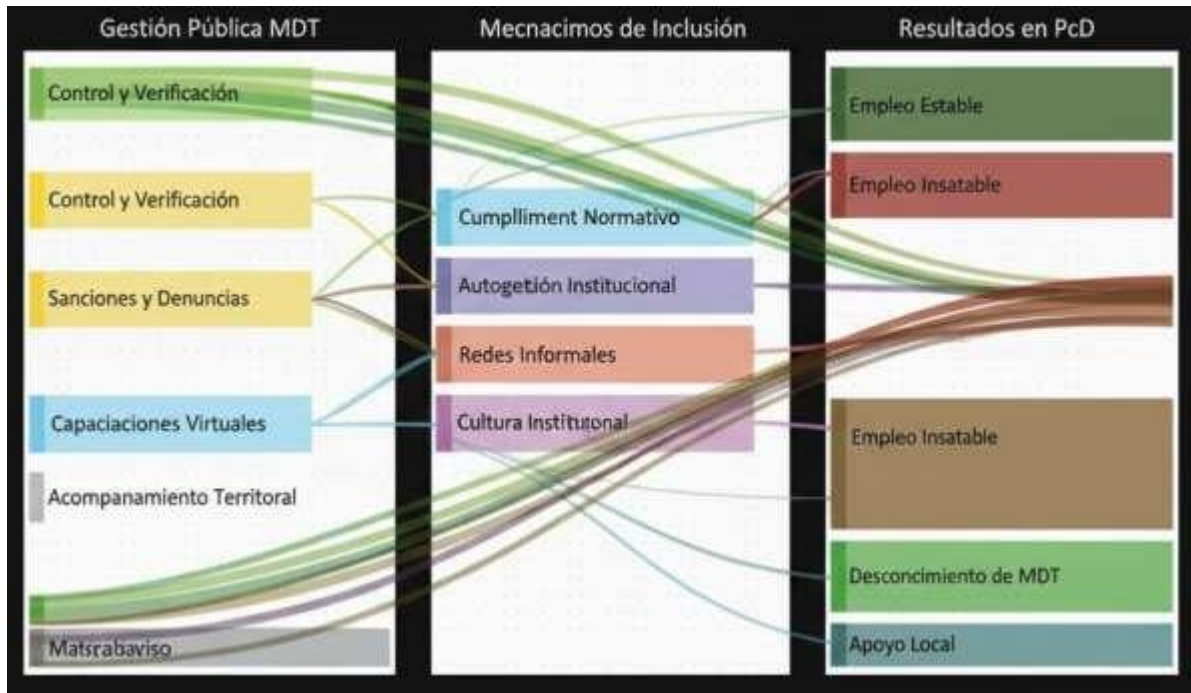 Gestión Pública MDT
Control y Verificación
Control y Verificación
Sanciones y Denuncias
Capaciaciones Virtuales
Acompanamiento Territoral
Matsrabaviso
Mecnacimos de Inclusión
Cumplliment Normativo
Autogetión Institucional
Redes Informales
Cultura Institutional
Resultados en PcD
Empleo Estable
Empleo Insatable
Empleo Insatable
Desconcimiento de MDT
Apoyo Local